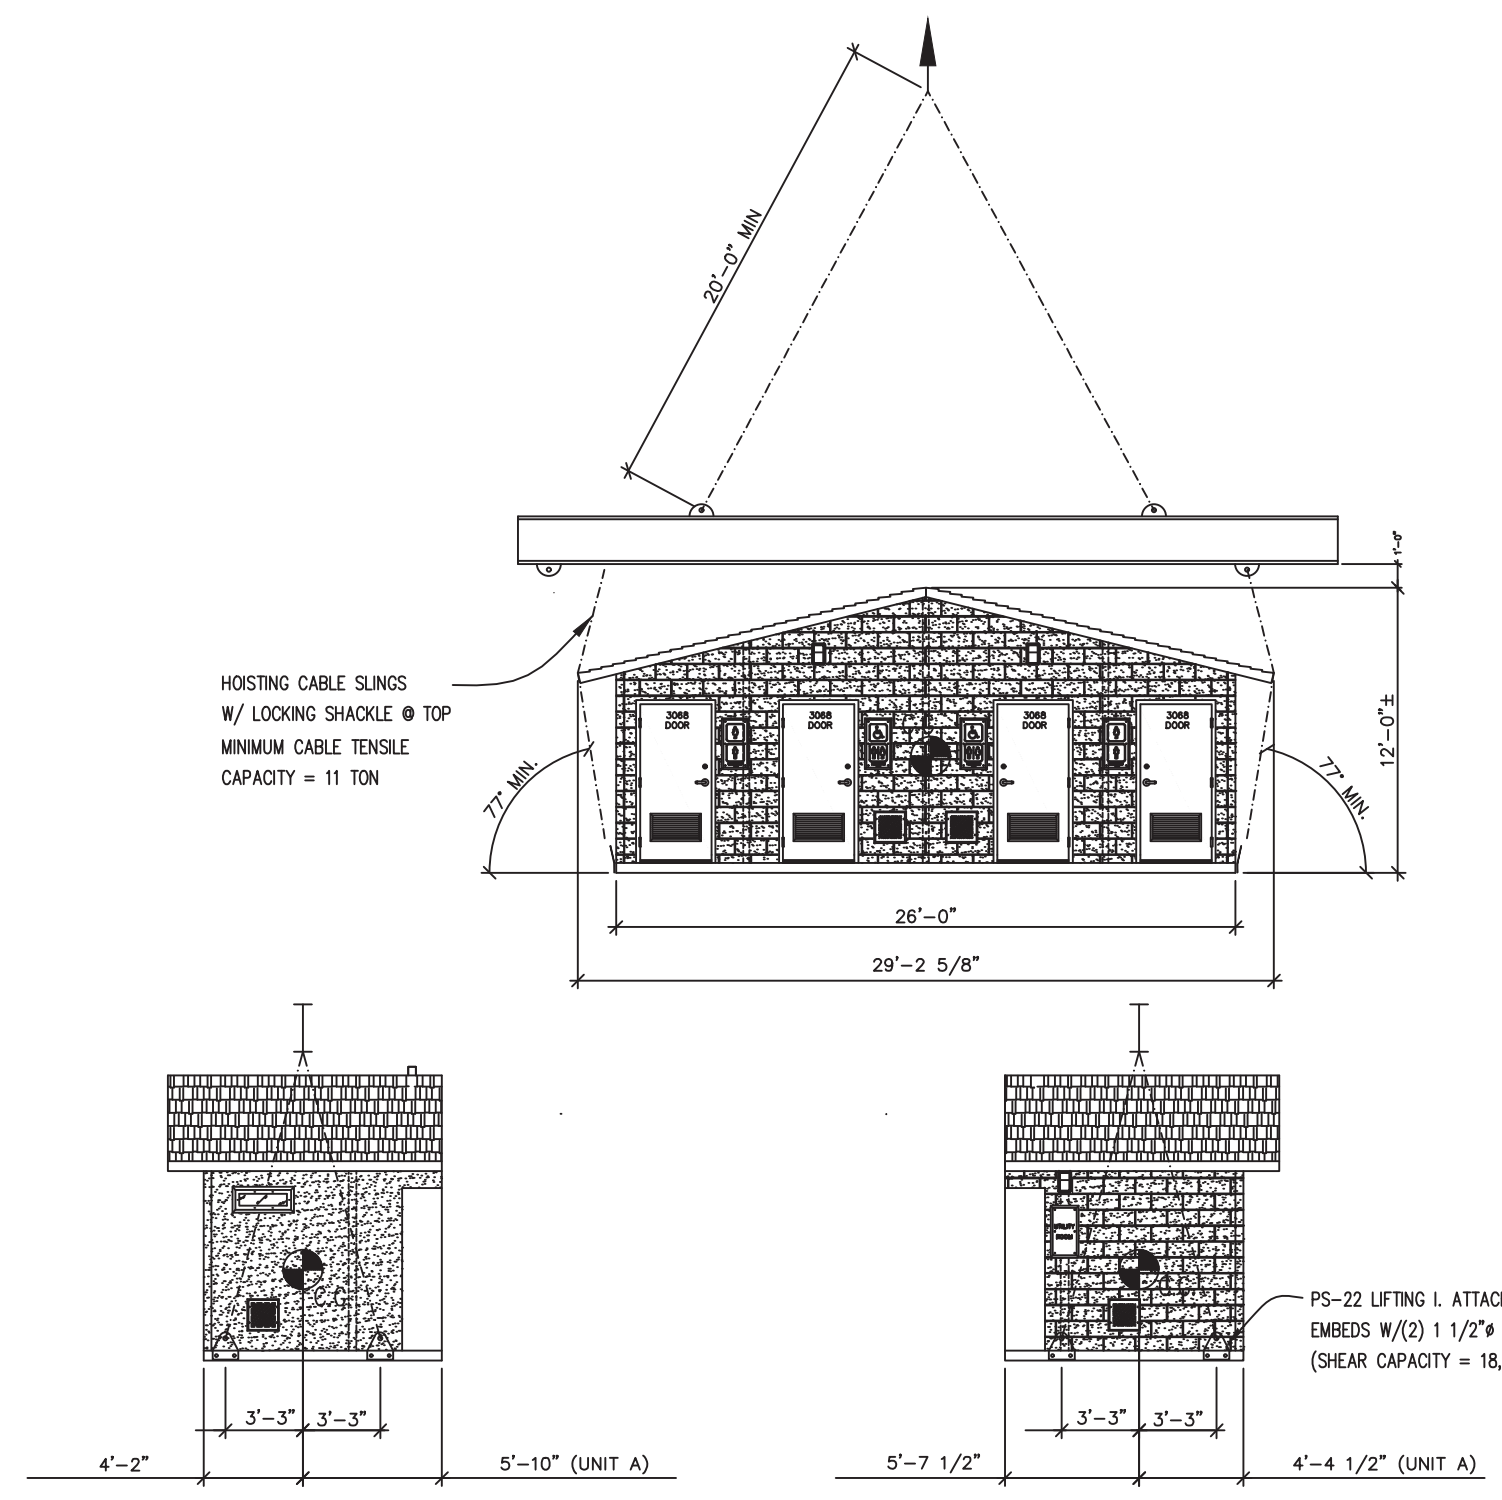 20'-0" MIN
1'-0"
HOISTING CABLE SLINGS
W/ LOCKING SHACKLE @ TOP
MINIMUM CABLE TENSILE
CAPACITY = 11 TON
3068
DOOR
3068
DOOR
3068
DOOR
3068
DOOR
12'-0"±
77° MIN.
77° MIN.
26'-0"
29'-2 5/8"
C.G.
UTILITY
ROOM
PS-22 LIFTING I. ATTAC
EMBEDS W/(2) 1 1/2"ø
(SHEAR CAPACITY = 18,
3'-3"
3'-3"
3'-3"
3'-3"
4'-2"
5'-10" (UNIT A)
5'-7 1/2"
4'-4 1/2" (UNIT A)